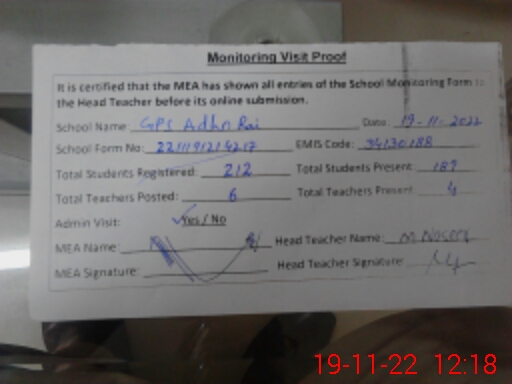 Monitoring Visit Proof
It is certified that the MEA has shown all entries of the School Monitoring Form to
the Head Teacher before its online submission.
School Name: GPS Adhn Rai Date: 19-11-2022
School Form No: EMIS Code: 34130188
Total Students Registered: 212 Total Students Present: 187
Total Teachers Posted: 6 Total Teachers Present: 4
Admin Visit: Yes / No
MEA Name: Head Teacher Name: M.
MEA Signature: Head Teacher Signature:
19-11-22 12:18